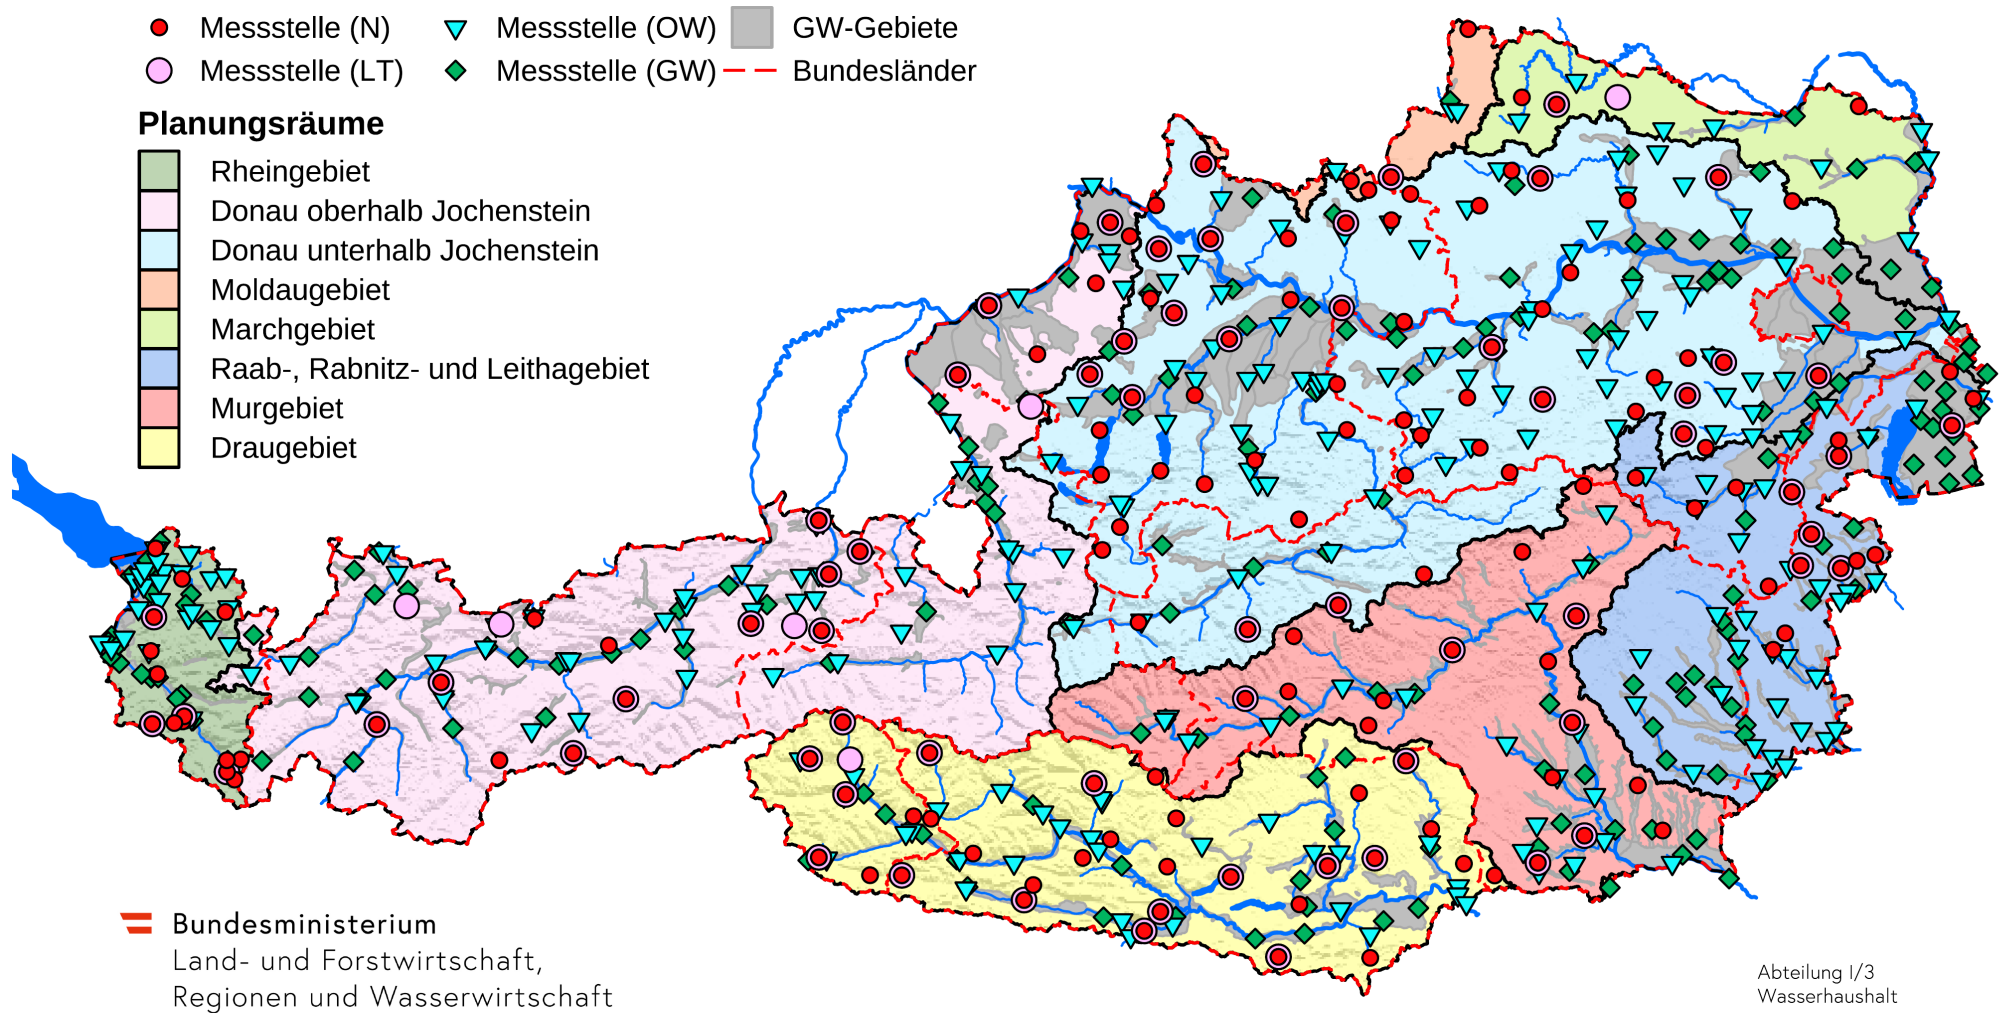 Messstelle (N)
Messstelle (OW)
GW-Gebiete
Messstelle (LT)
Messstelle (GW)
Bundesländer
Planungsräume
Rheingebiet
Donau oberhalb Jochenstein
Donau unterhalb Jochenstein
Moldaugebiet
Marchgebiet
Raab-, Rabnitz- und Leithagebiet
Murgebiet
Draugebiet
Bundesministerium
Land- und Forstwirtschaft,
Regionen und Wasserwirtschaft
Abteilung I/3
Wasserhaushalt